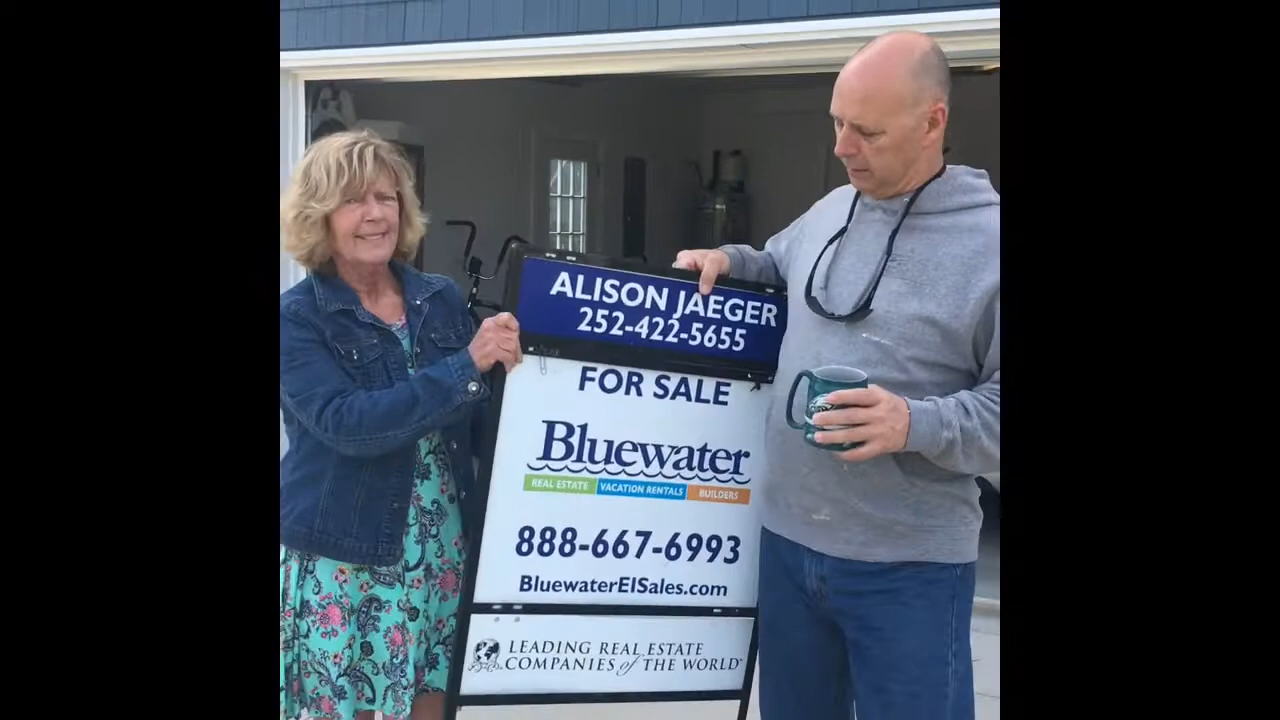 ALISON JAEGER
252-422-5655
FOR SALE
Bluewater
REAL ESTATE VACATION RENTALS BUILDERS
888-667-6993
BluewaterEISales.com
LEADING REAL ESTATE
COMPANIES of THE WORLD